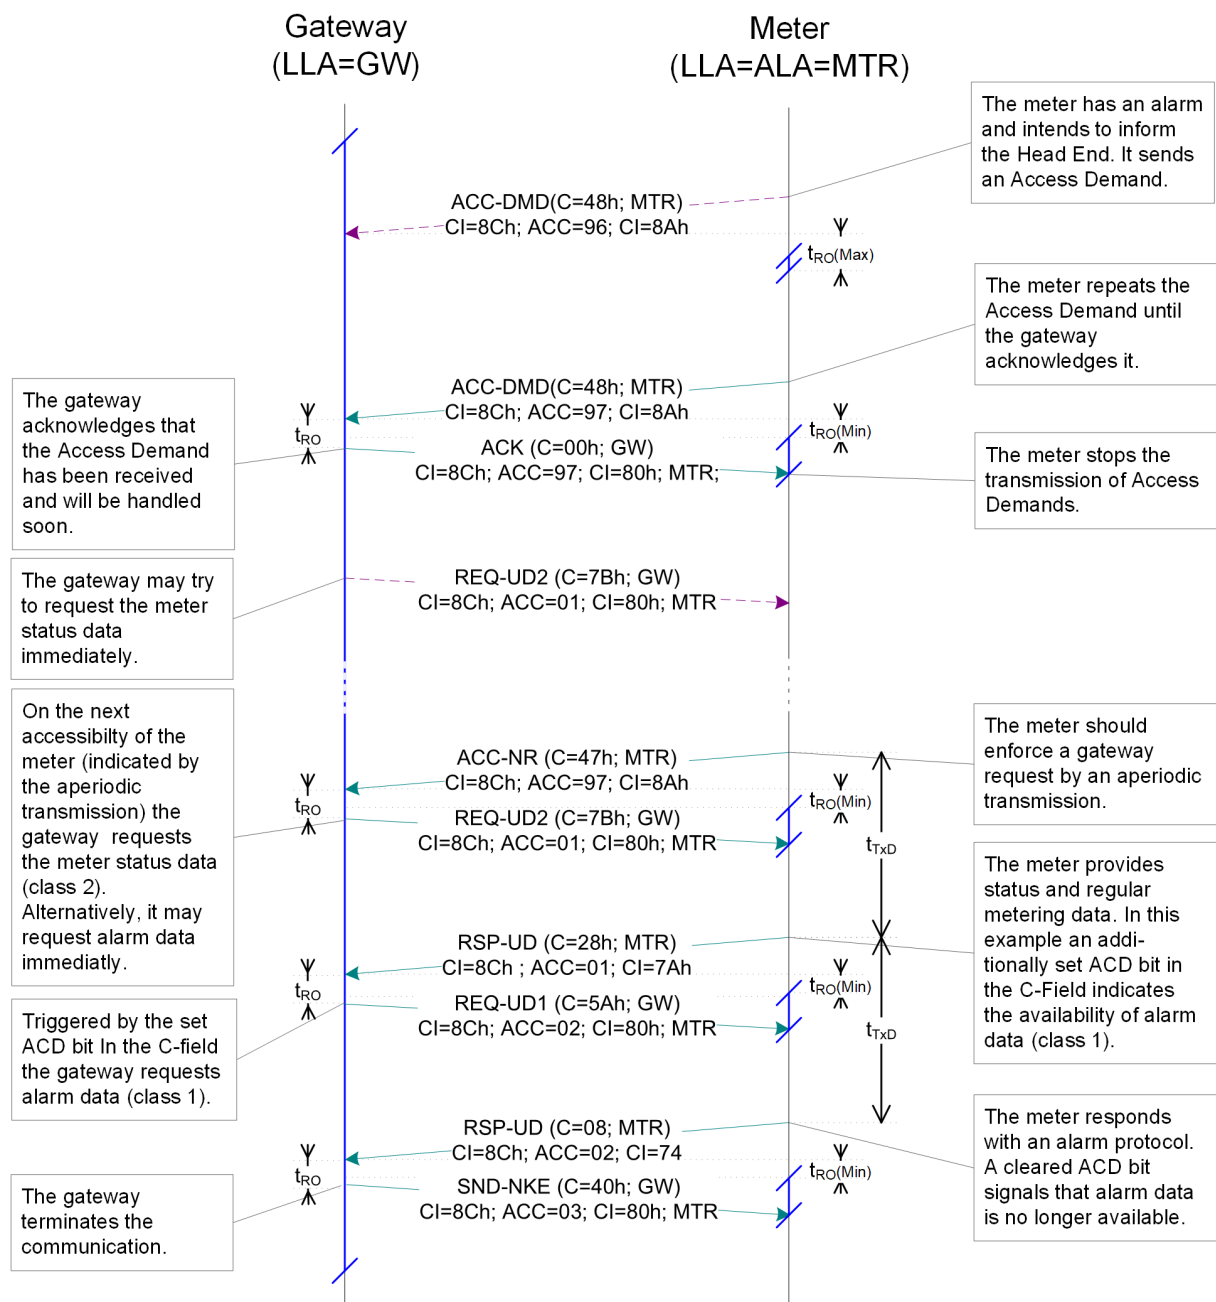 Gateway
(LLA=GW)
Meter
(LLA=ALA=MTR)
The meter has an alarm
and intends to inform
the Head End. It sends
an Access Demand.
ACC-DMD(C=48h; MTR)
CI=8Ch; ACC=96; CI=8Ah
tRO(Max)
The meter repeats the
Access Demand until
the gateway
acknowledges it.
The gateway
acknowledges that
the Access Demand
has been received
and will be handled
soon.
tRO
ACC-DMD(C=48h; MTR)
CI=8Ch; ACC=97; CI=8Ah
tRO(Min)
ACK (C=00h; GW)
CI=8Ch; ACC=97; CI=80h; MTR;
The meter stops the
transmission of Access
Demands.
The gateway may try
to request the meter
status data
immediately.
REQ-UD2 (C=7Bh; GW)
CI=8Ch; ACC=01; CI=80h; MTR
On the next
accessibilty of the
meter (indicated by
the aperiodic
transmission) the
gateway requests
the meter status data
(class 2).
Alternatively, it may
request alarm data
immediatly.
tRO
ACC-NR (C=47h; MTR)
CI=8Ch; ACC=97; CI=8Ah
tRO(Min)
REQ-UD2 (C=7Bh; GW)
CI=8Ch; ACC=01; CI=80h; MTR
tTxD
The meter should
enforce a gateway
request by an aperiodic
transmission.
The meter provides
status and regular
metering data. In this
example an addi-
tionally set ACD bit in
the C-Field indicates
the availability of alarm
data (class 1).
RSP-UD (C=28h; MTR)
CI=8Ch ; ACC=01; CI=7Ah
tRO
tRO(Min)
REQ-UD1 (C=5Ah; GW)
CI=8Ch; ACC=02; CI=80h; MTR
tTxD
Triggered by the set
ACD bit In the C-field
the gateway requests
alarm data (class 1).
RSP-UD (C=08; MTR)
CI=8Ch; ACC=02; CI=74
tRO
tRO(Min)
SND-NKE (C=40h; GW)
CI=8Ch; ACC=03; CI=80h; MTR
The meter responds
with an alarm protocol.
A cleared ACD bit
signals that alarm data
is no longer available.
The gateway
terminates the
communication.